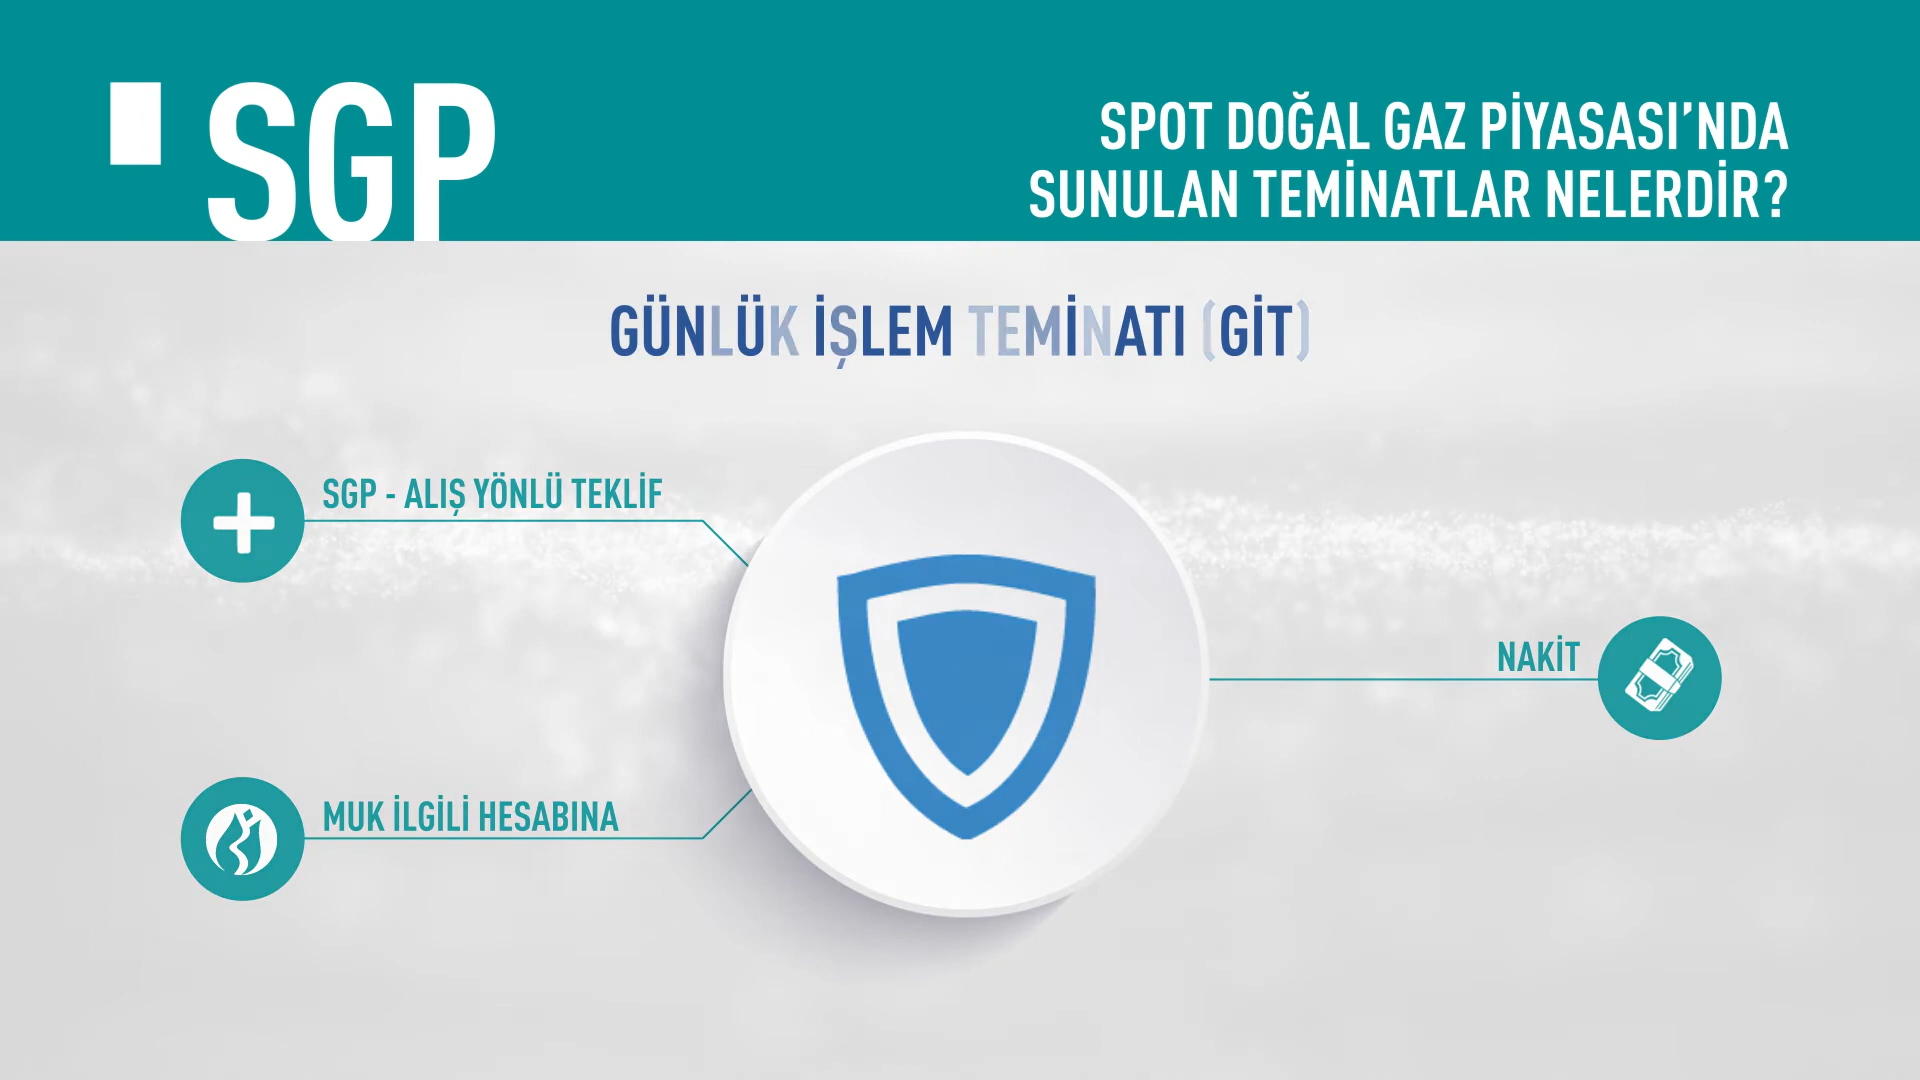 SGP
SPOT DOĞAL GAZ PİYASASI’NDA
SUNULAN TEMİNATLAR NELERDİR?
GÜNLÜK İŞLEM TEMİNATI (GİT)
SGP - ALIŞ YÖNLÜ TEKLİF
NAKİT
MUK İLGİLİ HESABINA